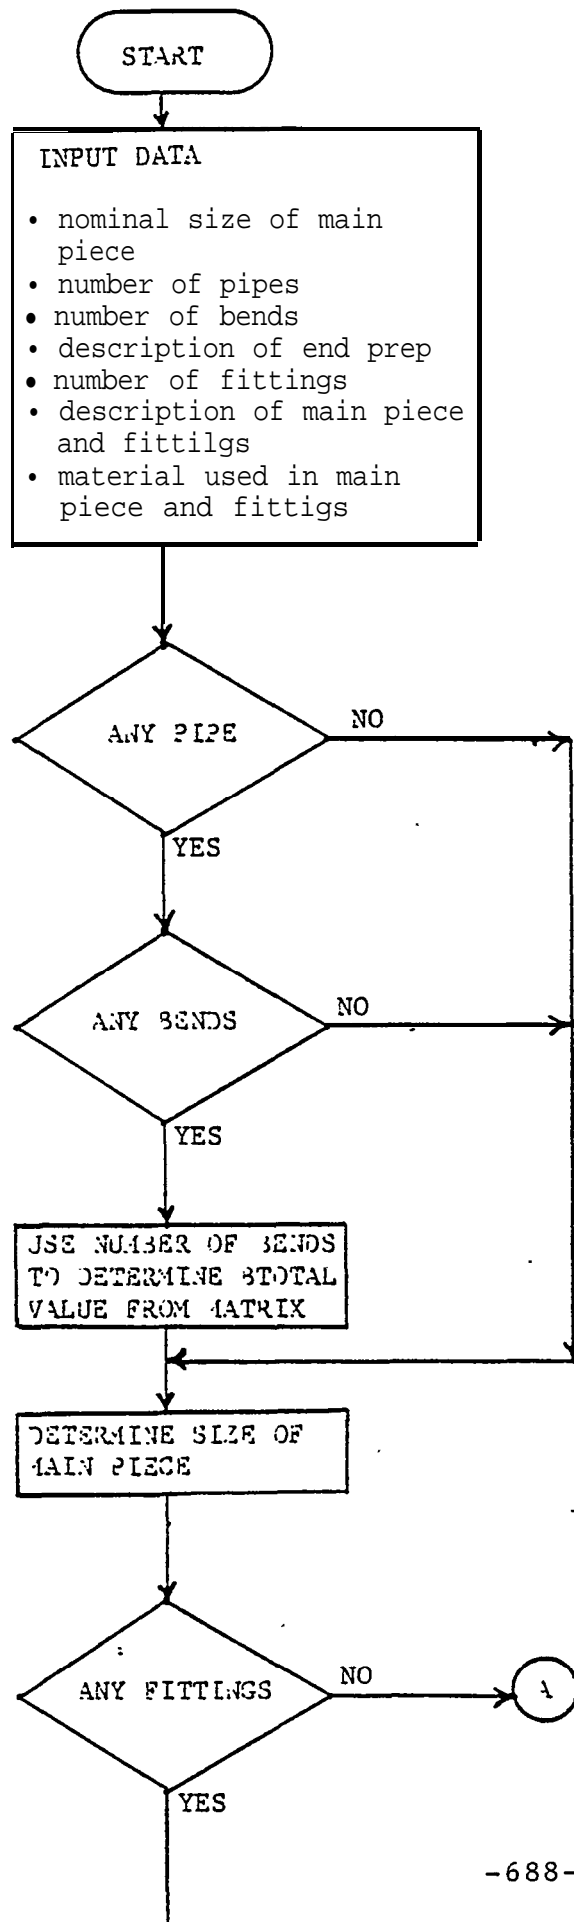 START
INPUT DATA
• nominal size of main
piece
• number of pipes
• number of bends
• description of end prep
• number of fittings
• description of main piece
and fittilgs
• material used in main
piece and fittigs
ANY PIPE
NO
YES
ANY BENDS
NO
YES
USE NUMBER OF BENDS
TO DETERMINE BTOTAL
VALUE FROM MATRIX
DETERMINE SIZE OF
MAIN PIECE
ANY FITTINGS
NO
A
YES
-688-